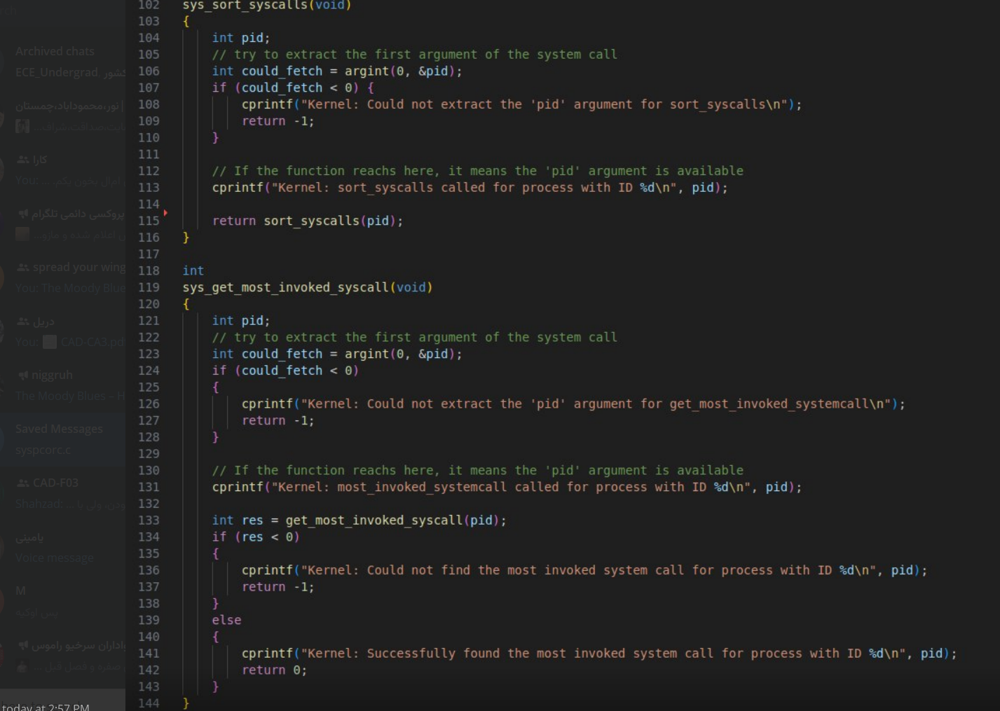 Archived chats
ECE_Undergrad
نور،محموداباد،چمستان |
کارا
You:
پروکسی دائمی تلگرام
spread your wing
You: The Moody Blue
دریل
You: CAD-CA3.pd
niggruh
The Moody Blues – H
Saved Messages
syspcorc.c
CAD-F03
Shahzad:
یامینی
Voice message
M
پس اوکیه
واداران سرخیو راموس
today at 2:57 PM
102 sys_sort_syscalls(void)
103 {
104 int pid;
105 // try to extract the first argument of the system call
106 int could_fetch = argint(0, &pid);
107 if (could_fetch < 0) {
108 cprintf("Kernel: Could not extract the 'pid' argument for sort_syscalls\n");
109 return -1;
110 }
111
112 // If the function reachs here, it means the 'pid' argument is available
113 cprintf("Kernel: sort_syscalls called for process with ID %d\n", pid);
114
115 return sort_syscalls(pid);
116 }
117
118 int
119 sys_get_most_invoked_syscall(void)
120 {
121 int pid;
122 // try to extract the first argument of the system call
123 int could_fetch = argint(0, &pid);
124 if (could_fetch < 0)
125 {
126 cprintf("Kernel: Could not extract the 'pid' argument for get_most_invoked_systemcall\n");
127 return -1;
128 }
129
130 // If the function reachs here, it means the 'pid' argument is available
131 cprintf("Kernel: most_invoked_systemcall called for process with ID %d\n", pid);
132
133 int res = get_most_invoked_syscall(pid);
134 if (res < 0)
135 {
136 cprintf("Kernel: Could not find the most invoked system call for process with ID %d\n", pid);
137 return -1;
138 }
139 else
140 {
141 cprintf("Kernel: Successfully found the most invoked system call for process with ID %d\n", pid);
142 return 0;
143 }
144 }